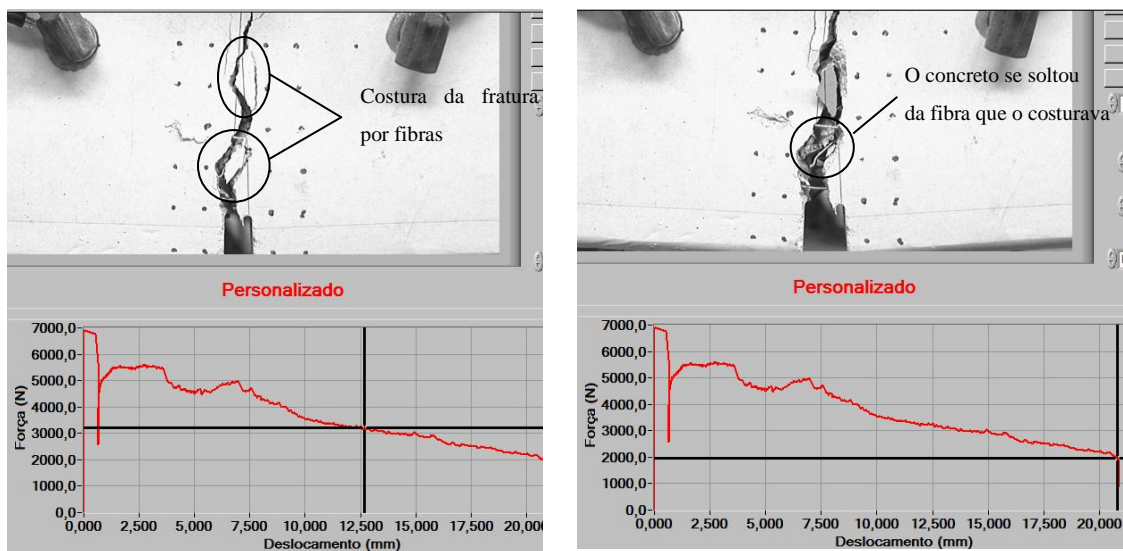 Costura da fratura
por fibras
Personalizado
Força (N)
7000,0
6000,0
5000,0
4000,0
3000,0
2000,0
1000,0
0,0
0,000 2,500 5,000 7,500 10,000 12,500 15,000 17,500 20,00
Deslocamento (mm)
O concreto se soltou
da fibra que o costurava
Personalizado
Força (N)
7000,0
6000,0
5000,0
4000,0
3000,0
2000,0
1000,0
0,0
0,000 2,500 5,000 7,500 10,000 12,500 15,000 17,500 20,000
Deslocamento (mm)